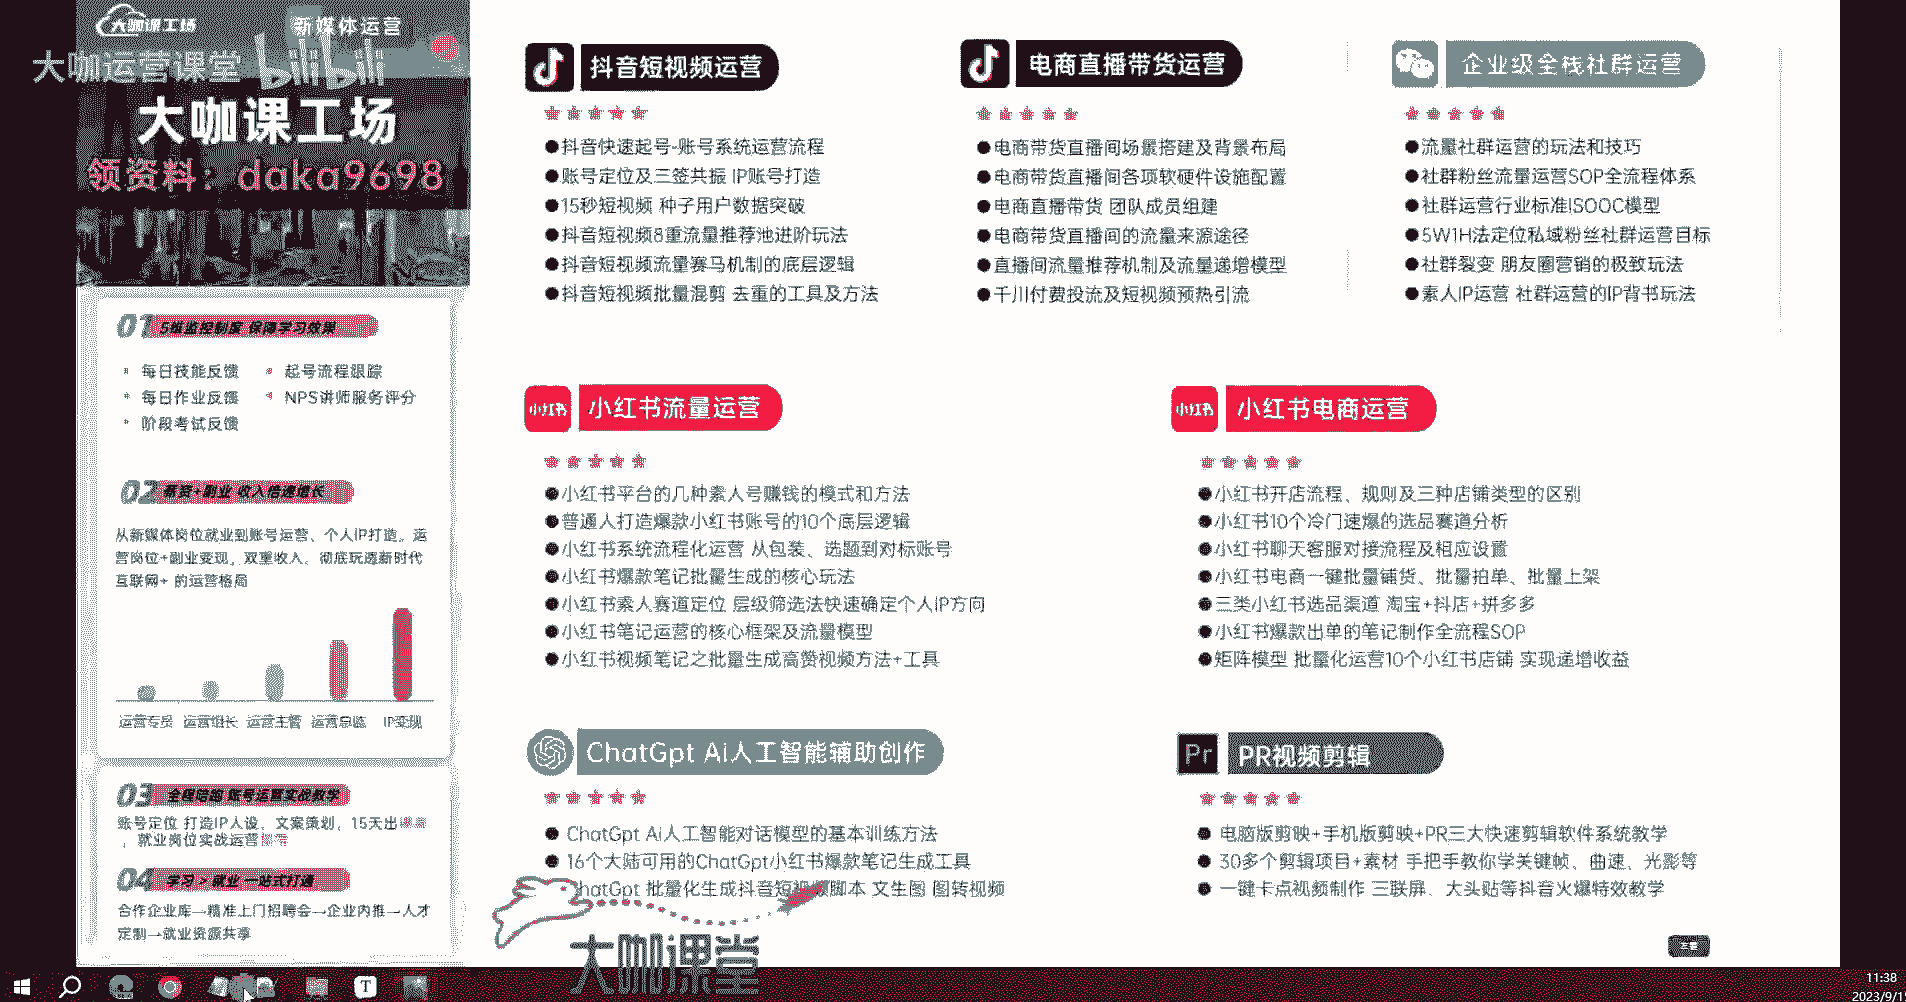 大咖课工场
新媒体运营
大咖运营课堂 bilibili
大咖课工场
领资料：daka9698
01 5维监控制度 保障学习效果
每日技能反馈
起号流程跟踪
每日作业反馈
NPS讲师服务评分
阶段考试反馈
02 薪资+副业 收入倍速增长
从新媒体岗位就业到账号运营、个人IP打造，运
营岗位+副业变现，双重收入。彻底玩透新时代
互联网+ 的运营格局
运营专员 运营组长 运营主管 运营总监 IP变现
03 全程陪跑 账号运营实战教学
账号定位 打造IP人设、文案策划，15天出
，就业岗位实战运营
04 学习>就业 一站式打通
合作企业库→精准上门招聘会→企业内推→人才
定制→就业资源共享
抖音短视频运营
●抖音快速起号-账号系统运营流程
●账号定位及三签共振 IP账号打造
●15秒短视频 种子用户数据突破
●抖音短视频8重流量推荐池进阶玩法
●抖音短视频流量赛马机制的底层逻辑
●抖音短视频批量混剪 去重的工具及方法
电商直播带货运营
●电商带货直播间场景搭建及背景布局
●电商带货直播间各项软硬件设施配置
●电商直播带货 团队成员组建
●电商带货直播间的流量来源途径
●直播间流量推荐机制及流量递增模型
●千川付费投流及短视频预热引流
企业级全栈社群运营
●流量社群运营的玩法和技巧
●社群粉丝流量运营SOP全流程体系
●社群运营行业标准ISOOC模型
●5W1H法定位私域粉丝社群运营目标
●社群裂变 朋友圈营销的极致玩法
●素人IP运营 社群运营的IP背书玩法
小红书 小红书流量运营
●小红书平台的几种素人号赚钱的模式和方法
●普通人打造爆款小红书账号的10个底层逻辑
●小红书系统流程化运营 从包装、选题到对标账号
●小红书爆款笔记批量生成的核心玩法
●小红书素人赛道定位 层级筛选法快速确定个人IP方向
●小红书笔记运营的核心框架及流量模型
●小红书视频笔记之批量生成高赞视频方法+工具
小红书 小红书电商运营
●小红书开店流程、规则及三种店铺类型的区别
●小红书10个冷门速爆的选品赛道分析
●小红书聊天客服对接流程及相应设置
●小红书电商一键批量铺货、批量拍单、批量上架
●三类小红书选品渠道 淘宝+抖店+拼多多
●小红书爆款出单的笔记制作全流程SOP
●矩阵模型 批量化运营10个小红书店铺 实现递增收益
ChatGpt Ai人工智能辅助创作
● ChatGpt Ai人工智能对话模型的基本训练方法
● 16个大陆可用的ChatGpt小红书爆款笔记生成工具
ChatGpt 批量化生成抖音短视频脚本 文生图 图转视频
Pr PR视频剪辑
● 电脑版剪映+手机版剪映+PR三大快速剪辑软件系统教学
● 30多个剪辑项目+素材 手把手教你学关键帧、曲速、光影等
● 一键卡点视频制作 三联屏、大头贴等抖音火爆特效教学
大咖课堂
11:38
2023/9/1